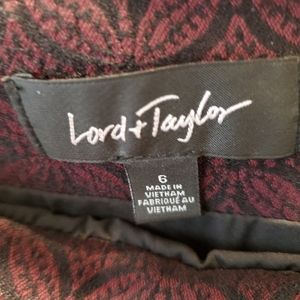 Lord + Taylor
6
MADE IN
VIETNAM
FABRIQUÉ AU
VIETNAM